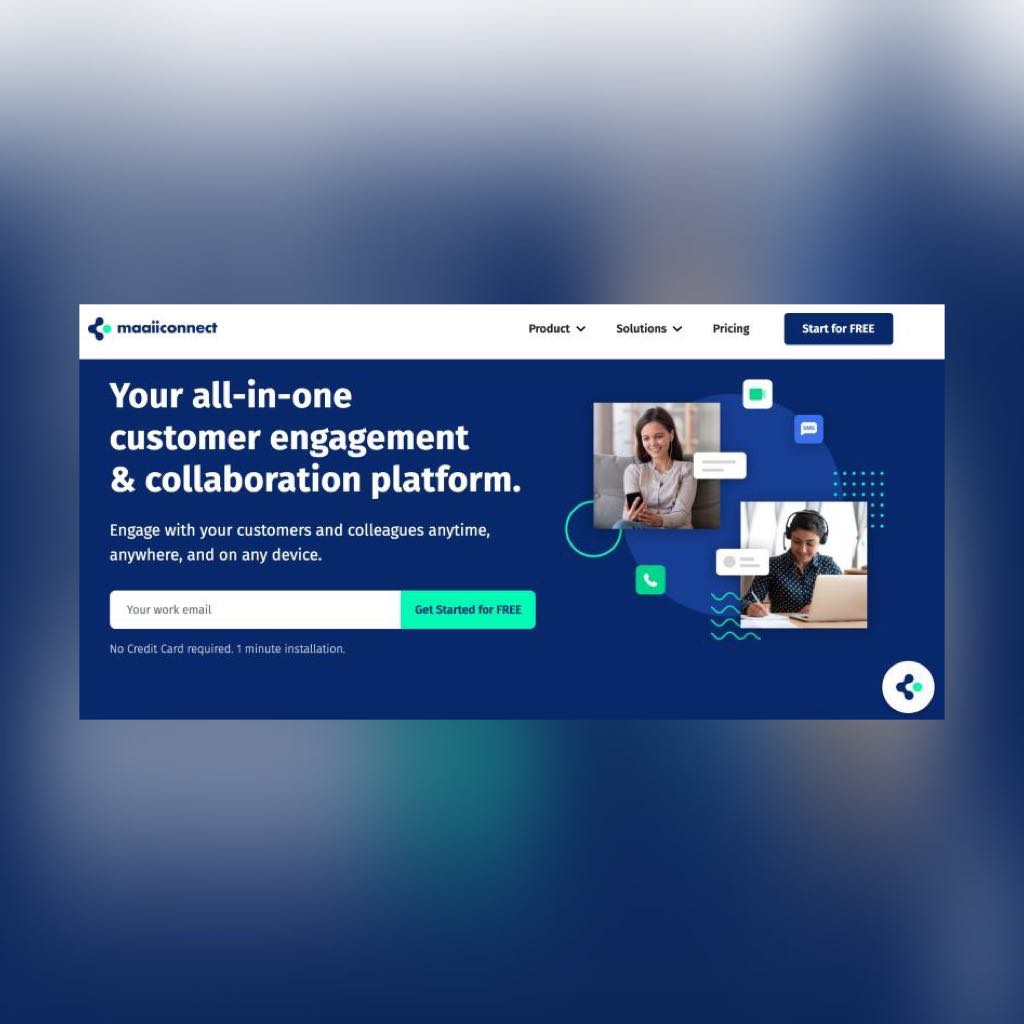 maaiiconnect
Product
Solutions
Pricing
Start for FREE
Your all-in-one
customer engagement
& collaboration platform.
Engage with your customers and colleagues anytime,
anywhere, and on any device.
Your work email
Get Started for FREE
No Credit Card required. 1 minute installation.
SMS